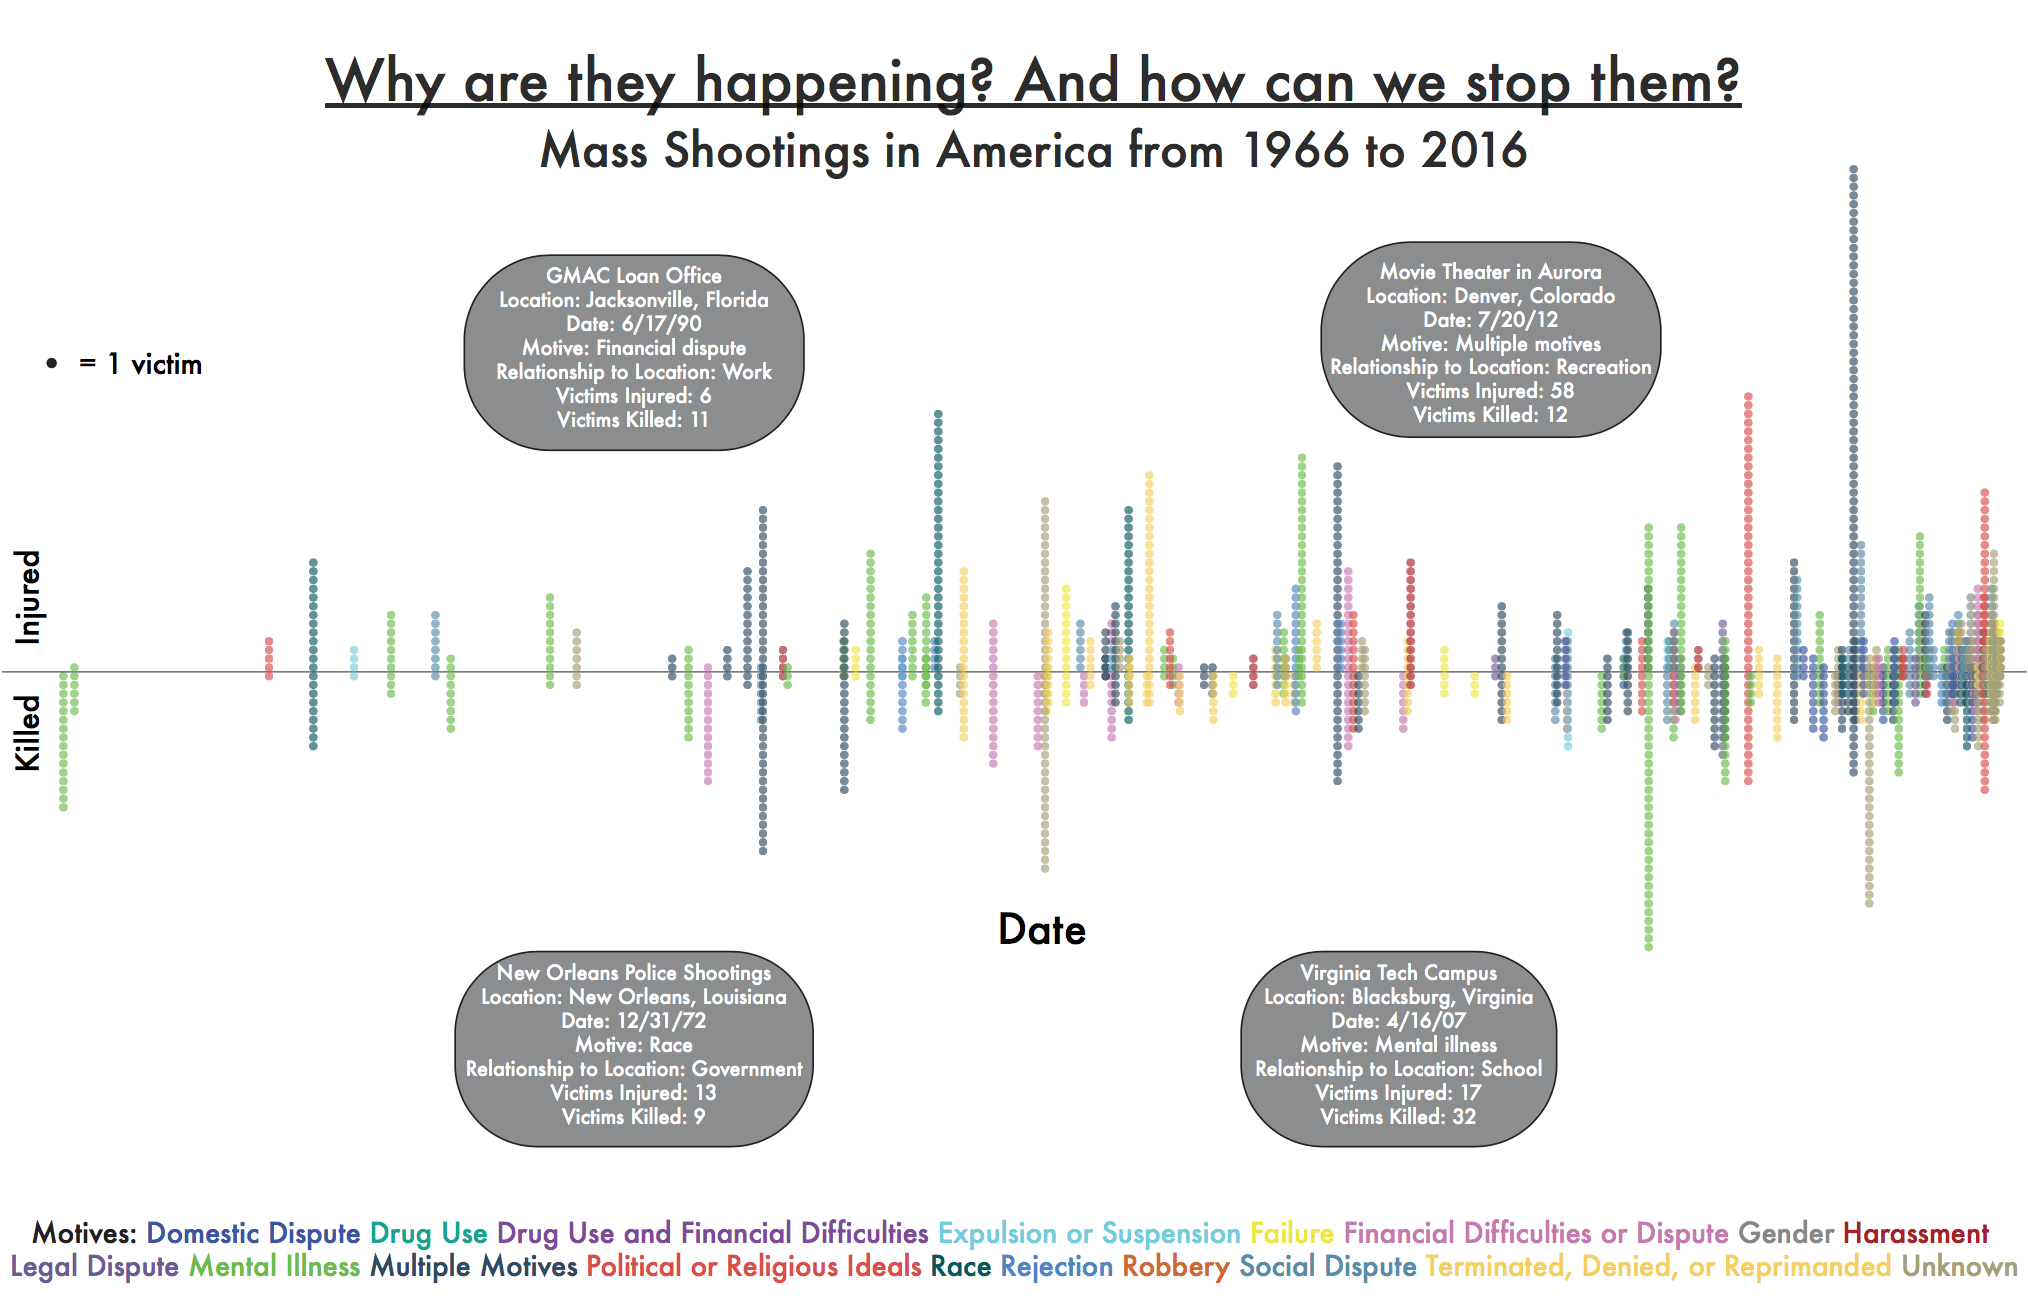 Why are they happening? And how can we stop them?
Mass Shootings in America from 1966 to 2016
GMAC Loan Office
Location: Jacksonville, Florida
Date: 6/17/90
Motive: Financial dispute
Relationship to Location: Work
Victims Injured: 6
Victims Killed: 11
Movie Theater in Aurora
Location: Denver, Colorado
Date: 7/20/12
Motive: Multiple motives
Relationship to Location: Recreation
Victims Injured: 58
Victims Killed: 12
= 1 victim
Injured
Killed
Date
New Orleans Police Shootings
Location: New Orleans, Louisiana
Date: 12/31/72
Motive: Race
Relationship to Location: Government
Victims Injured: 13
Victims Killed: 9
Virginia Tech Campus
Location: Blacksburg, Virginia
Date: 4/16/07
Motive: Mental illness
Relationship to Location: School
Victims Injured: 17
Victims Killed: 32
Motives: Domestic Dispute Drug Use Drug Use and Financial Difficulties Expulsion or Suspension Failure Financial Difficulties or Dispute Gender Harassment
Legal Dispute Mental Illness Multiple Motives Political or Religious Ideals Race Rejection Robbery Social Dispute Terminated, Denied, or Reprimanded Unknown